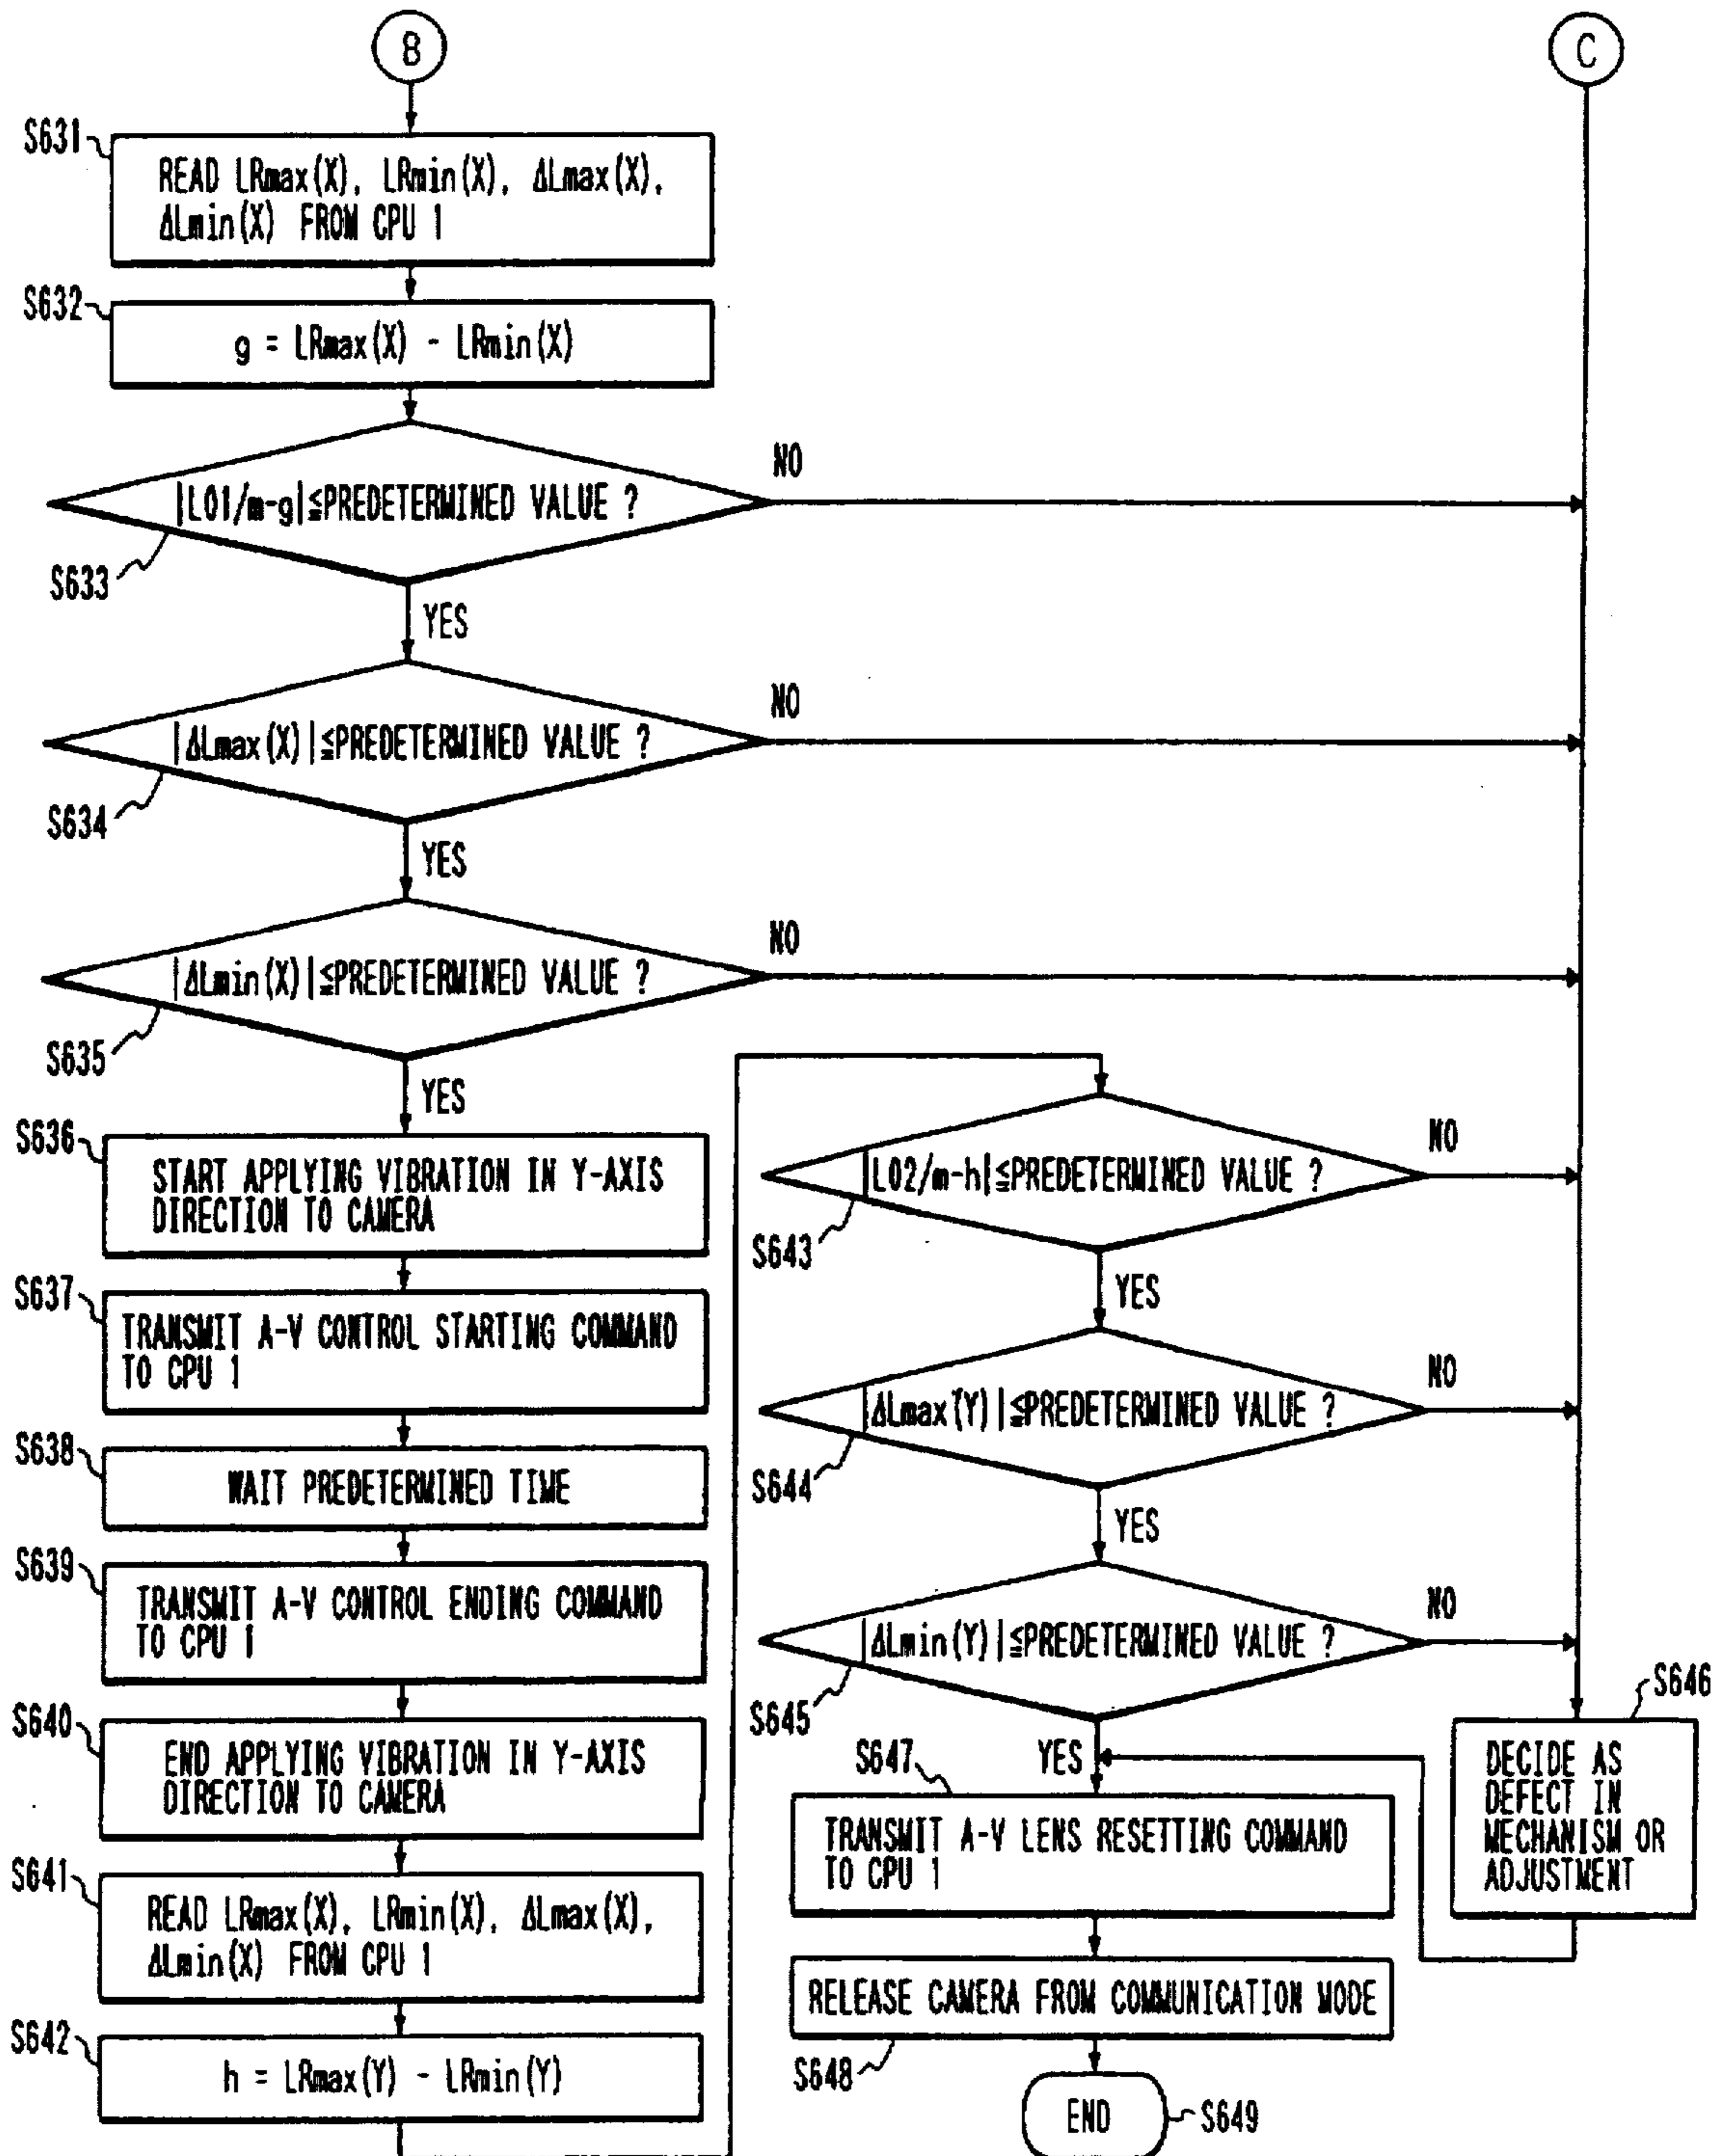 B
C
S631
READ LRmax(X), LRmin(X), ΔLmax(X),
ΔLmin(X) FROM CPU 1
S632
g = LRmax(X) - LRmin(X)
|L01/m-g|≦PREDETERMINED VALUE ?
NO
S633
YES
|ΔLmax(X)|≦PREDETERMINED VALUE ?
NO
S634
YES
|ΔLmin(X)|≦PREDETERMINED VALUE ?
NO
S635
YES
S636
START APPLYING VIBRATION IN Y-AXIS
DIRECTION TO CAMERA
S637
TRANSMIT A-V CONTROL STARTING COMMAND
TO CPU 1
S638
WAIT PREDETERMINED TIME
S639
TRANSMIT A-V CONTROL ENDING COMMAND
TO CPU 1
S640
END APPLYING VIBRATION IN Y-AXIS
DIRECTION TO CAMERA
S641
READ LRmax(X), LRmin(X), ΔLmax(X),
ΔLmin(X) FROM CPU 1
S642
h = LRmax(Y) - LRmin(Y)
|L02/m-h|≦PREDETERMINED VALUE ?
NO
S643
YES
|ΔLmax(Y)|≦PREDETERMINED VALUE ?
NO
S644
YES
|ΔLmin(Y)|≦PREDETERMINED VALUE ?
NO
S645
YES
S646
DECIDE AS
DEFECT IN
MECHANISM OR
ADJUSTMENT
S647
TRANSMIT A-V LENS RESETTING COMMAND
TO CPU 1
RELEASE CAMERA FROM COMMUNICATION MODE
S648
END
S649